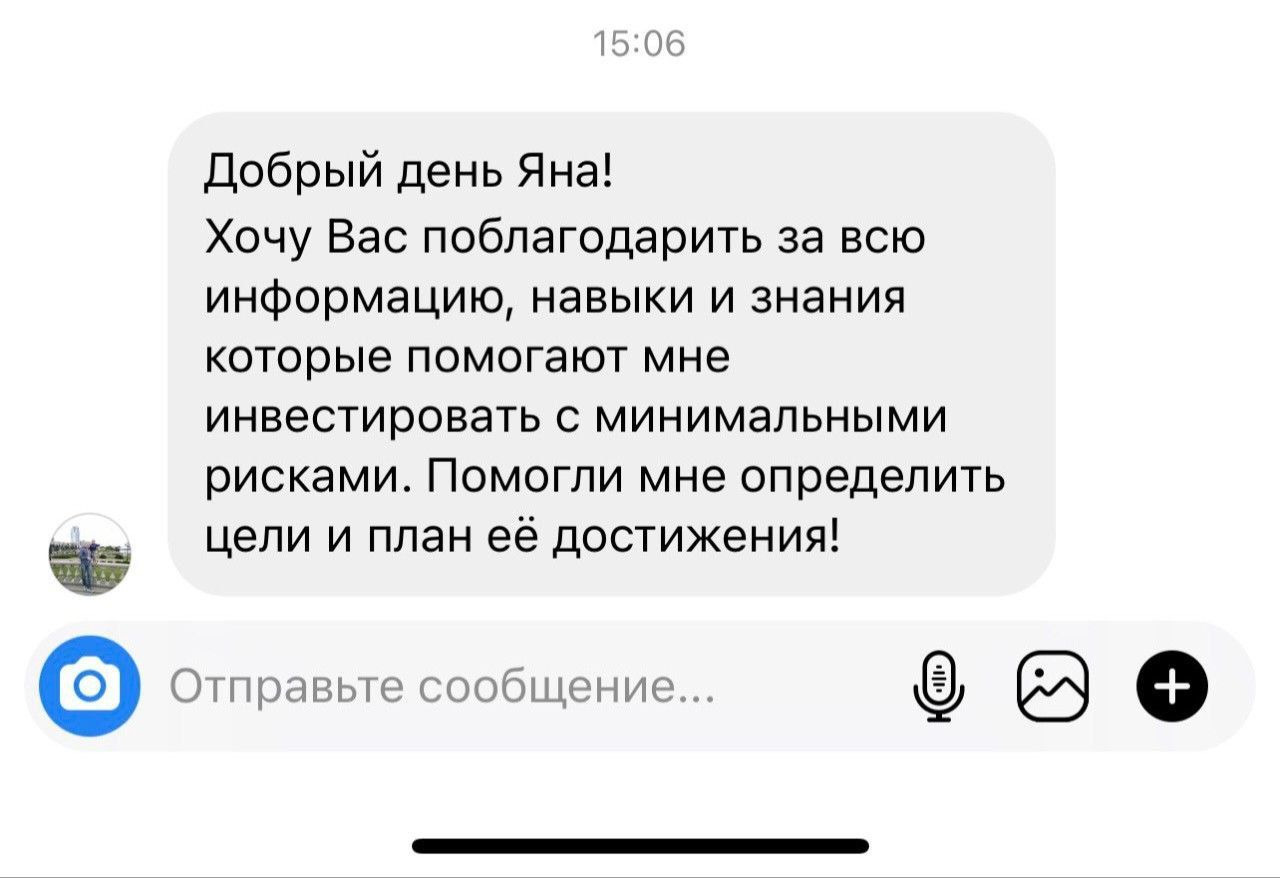 15:06
Добрый день Яна!
Хочу Вас поблагодарить за всю
информацию, навыки и знания
которые помогают мне
инвестировать с минимальными
рисками. Помогли мне определить
цели и план её достижения!
Отправьте сообщение...